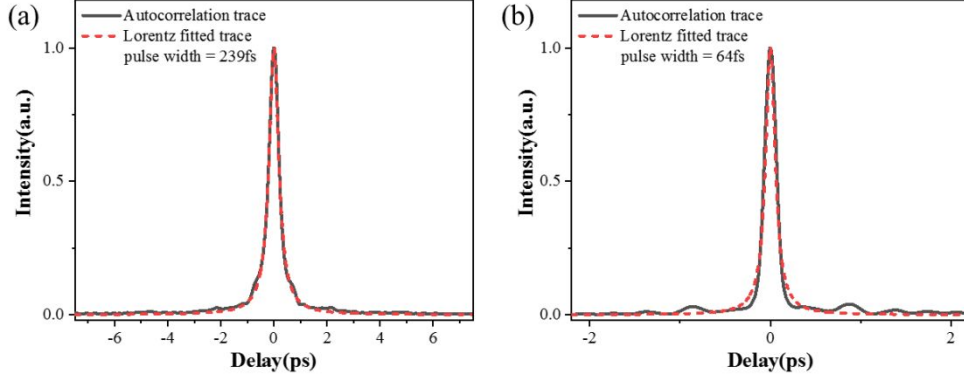 (a)
Autocorrelation trace
Lorentz fitted trace
pulse width = 239fs
1.0
0.5
0.0
Intensity(a.u.)
-6 -4 -2 0 2 4 6
Delay(ps)
(b)
Autocorrelation trace
Lorentz fitted trace
pulse width = 64fs
1.0
0.5
0.0
Intensity(a.u.)
-2 0 2
Delay(ps)